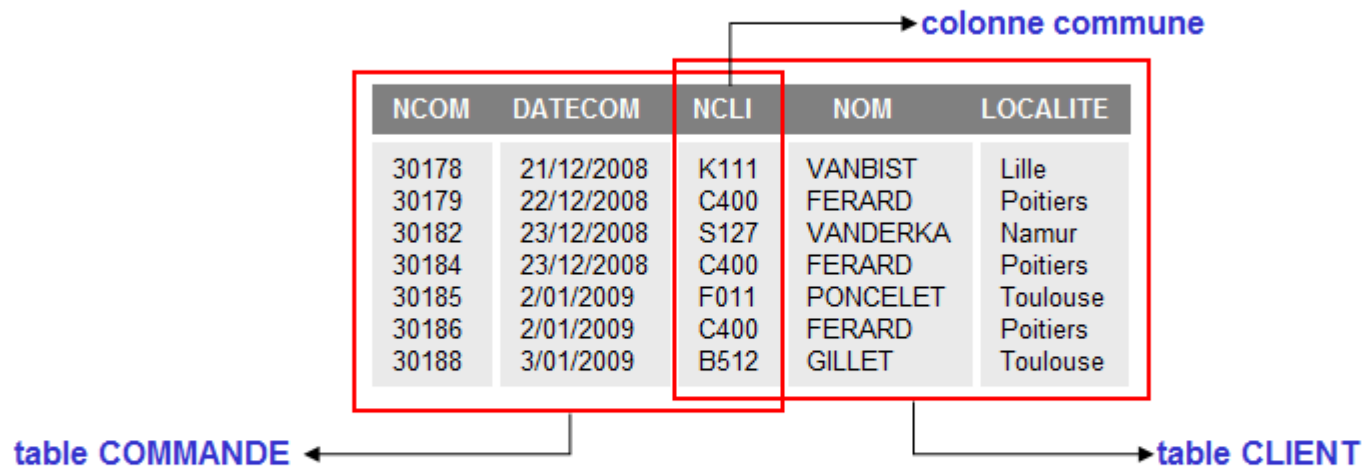 colonne commune
NCOM DATECOM NCLI NOM LOCALITE
30178 21/12/2008 K111 VANBIST Lille
30179 22/12/2008 C400 FERARD Poitiers
30182 23/12/2008 S127 VANDERKA Namur
30184 23/12/2008 C400 FERARD Poitiers
30185 2/01/2009 F011 PONCELET Toulouse
30186 2/01/2009 C400 FERARD Poitiers
30188 3/01/2009 B512 GILLET Toulouse
table COMMANDE table CLIENT